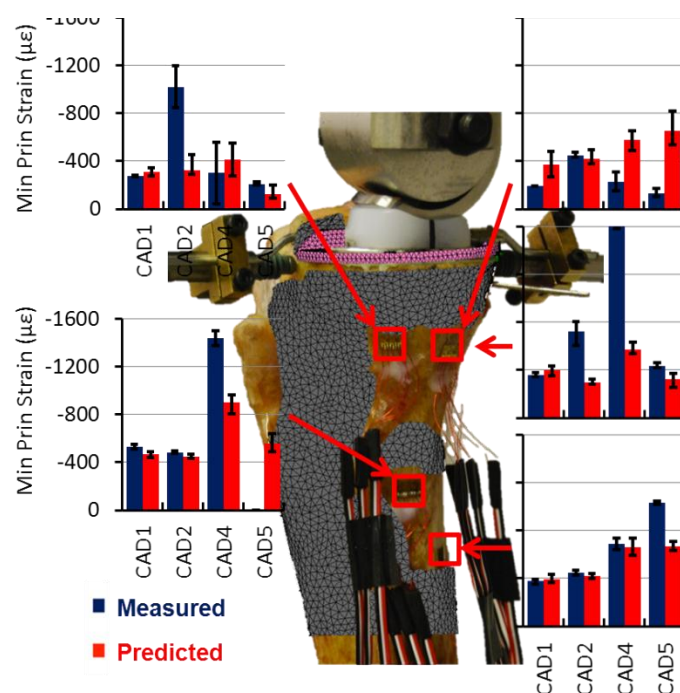 -1600
Min Prin Strain (με)
-1200
-800
-400
0
CAD1
CAD2
CAD4
CAD5
-1600
Min Prin Strain (με)
-1200
-800
-400
0
CAD1
CAD2
CAD4
CAD5
CAD1
CAD2
CAD4
CAD5
Measured
Predicted